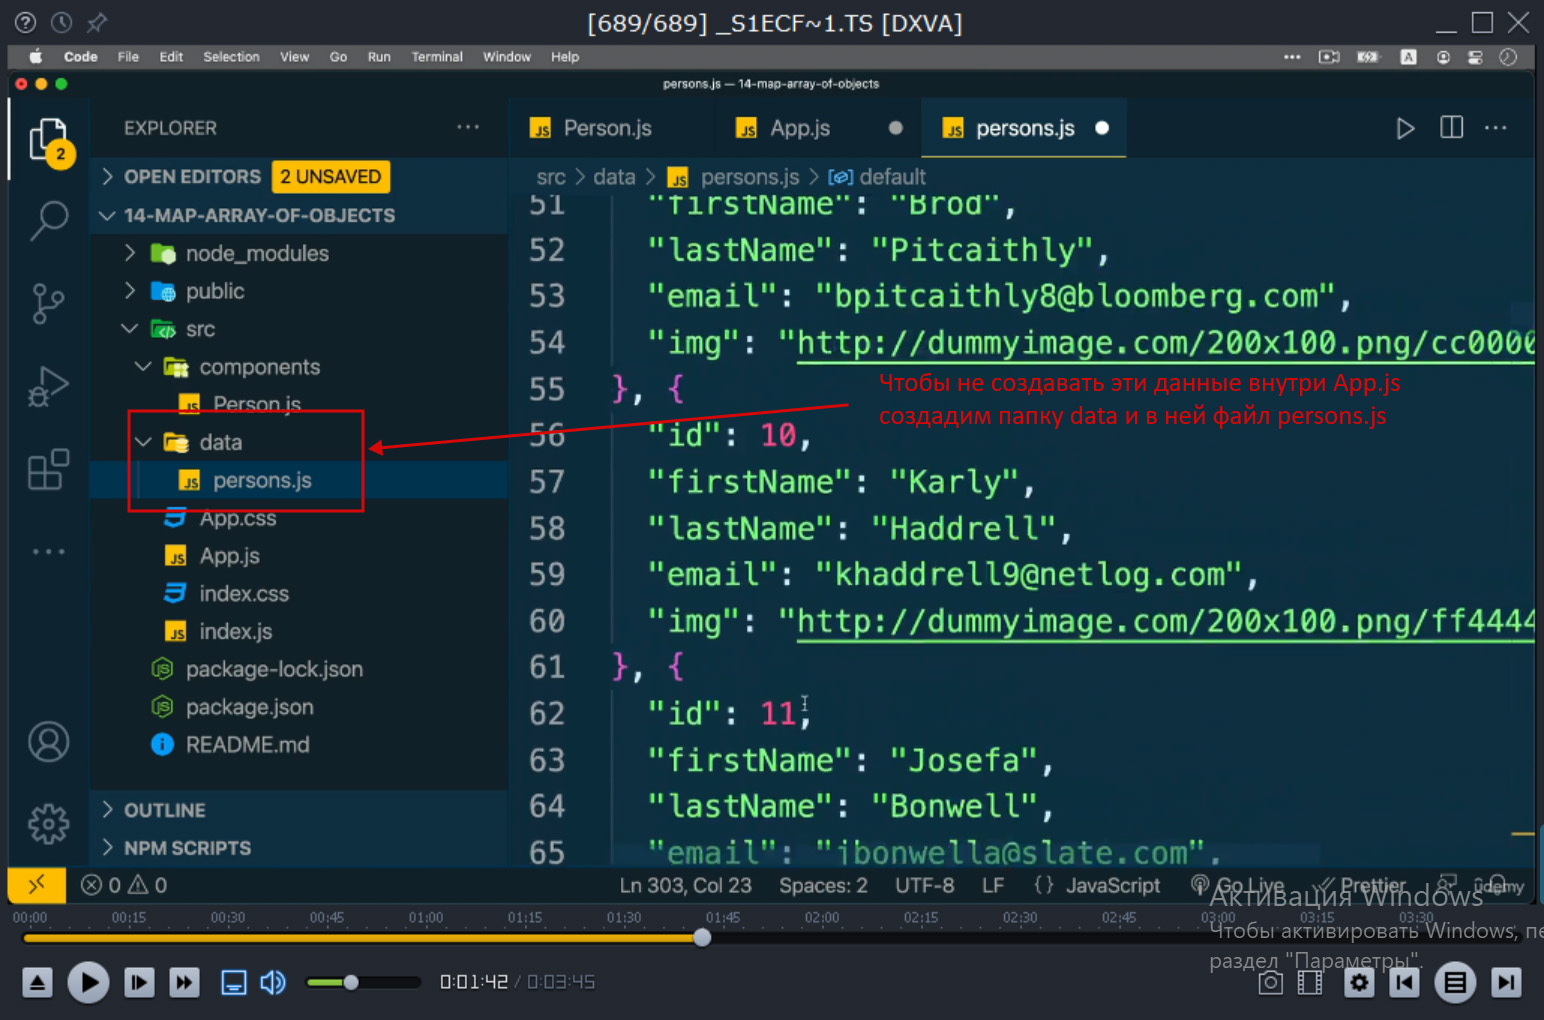 [689/689] _S1ECF~1.TS [DXVA]
Code File Edit Selection View Go Run Terminal Window Help
A
persons.js — 14-map-array-of-objects
EXPLORER
2
OPEN EDITORS 2 UNSAVED
14-MAP-ARRAY-OF-OBJECTS
node_modules
public
src
components
Person.js
data
persons.js
App.css
App.js
index.css
index.js
package-lock.json
package.json
README.md
OUTLINE
NPM SCRIPTS
JS Person.js JS App.js JS persons.js
src > data > JS persons.js > default
51 "firstName": "Brod",
52 "lastName": "Pitcaithly",
53 "email": "bpitcaithly8@bloomberg.com",
54 "img": "http://dummyimage.com/200x100.png/cc0000
55 }, {
Чтобы не создавать эти данные внутри App.js
создадим папку data и в ней файл persons.js
56 "id": 10,
57 "firstName": "Karly",
58 "lastName": "Haddrell",
59 "email": "khaddrell9@netlog.com",
60 "img": "http://dummyimage.com/200x100.png/ff4444
61 }, {
62 "id": 11,
63 "firstName": "Josefa",
64 "lastName": "Bonwell",
65 "email": "jbonwella@slate.com",
0 0 Ln 303, Col 23 Spaces: 2 UTF-8 LF {} JavaScript Go Live Prettier
ûdemy
00:00 00:15 00:30 00:45 01:00 01:15 01:30 01:45 02:00 02:15 02:30 02:45 03:00 03:15 03:30
Активация Windows
Чтобы активировать Windows, пе
раздел "Параметры".
0:01:42 / 0:03:45